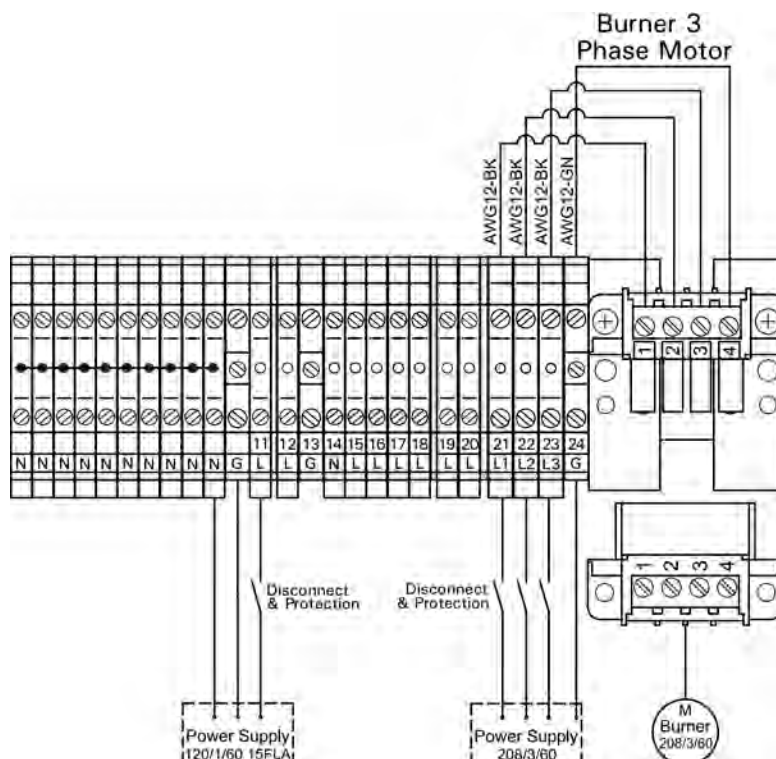 Burner 3
Phase Motor
AWG12-BK
AWG12-BK
AWG12-BK
AWG12-GN
1 2 3 4
11 12 13 14 15 16 17 18 19 20 21 22 23 24
N N N N N N N N N N G L L G N L L L L L L L1 L2 L3 G
1 2 3 4
Disconnect
& Protection
Disconnect
& Protection
Power Supply
120/1/60 15FLA
Power Supply
208/3/60
M
Burner
208/3/60